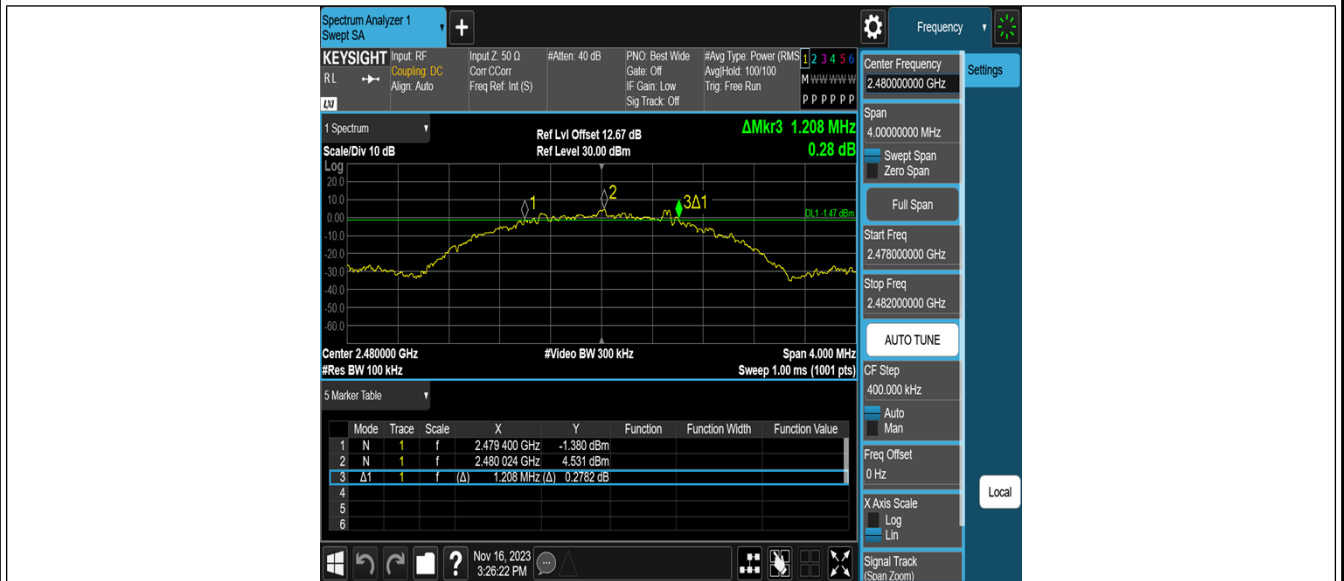 Spectrum Analyzer 1
Swept SA
+
Frequency
KEYSIGHT Input: RF Input Z: 50 Ω #Atten: 40 dB PNO: Best Wide #Avg Type: Power (RMS 1 2 3 4 5 6
RL Coupling: DC Corr CCorr Gate: Off Avg|Hold: 100/100 M W W W W W
Align: Auto Freq Ref: Int (S) IF Gain: Low Trig: Free Run
LXI Sig Track: Off P P P P P P
1 Spectrum
Ref Lvl Offset 12.67 dB
ΔMkr3 1.208 MHz
Scale/Div 10 dB Ref Level 30.00 dBm 0.28 dB
Log
20.0
10.0
0.00
-10.0
-20.0
-30.0
-40.0
-50.0
-60.0
1
2
3Δ1
DL1 -1.47 dBm
Center 2.480000 GHz #Video BW 300 kHz Span 4.000 MHz
#Res BW 100 kHz Sweep 1.00 ms (1001 pts)
5 Marker Table
Mode Trace Scale X Y Function Function Width Function Value
1 N 1 f 2.479 400 GHz -1.380 dBm
2 N 1 f 2.480 024 GHz 4.531 dBm
3 Δ1 1 f (Δ) 1.208 MHz (Δ) 0.2782 dB
4
5
6
?
Nov 16, 2023
3:26:22 PM
Center Frequency
2.480000000 GHz
Settings
Span
4.00000000 MHz
Swept Span
Zero Span
Full Span
Start Freq
2.478000000 GHz
Stop Freq
2.482000000 GHz
AUTO TUNE
CF Step
400.000 kHz
Auto
Man
Freq Offset
0 Hz
X Axis Scale
Log
Lin
Local
Signal Track
(Span Zoom)